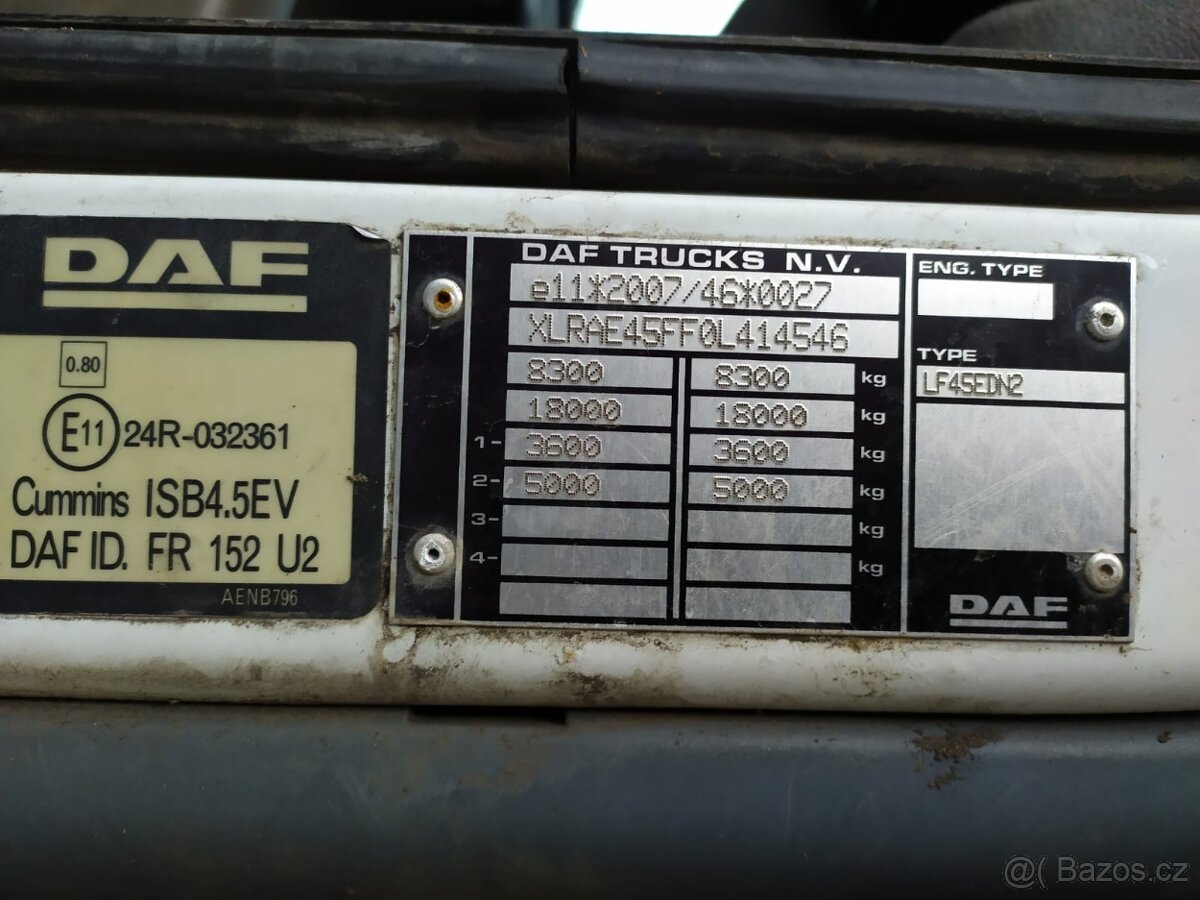 DAF
0.80
E11 24R-032361
Cummins ISB4.5EV
DAF ID. FR 152 U2
AENB796
DAF TRUCKS N.V.
e11*2007/46*0027
XLRAE45FF0L414546
8300 8300 kg
18000 18000 kg
1- 3600 3600 kg
2- 5000 5000 kg
3- kg
4- kg
ENG. TYPE
TYPE
LF45EDN2
DAF
@( Bazos.cz